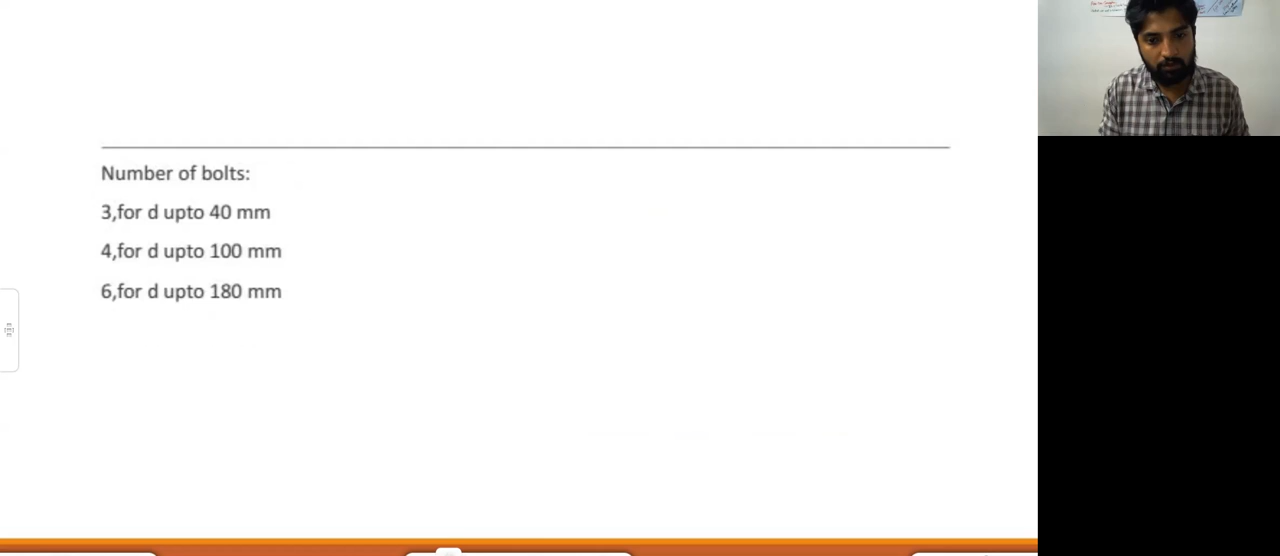 Number of bolts:
3,for d upto 40 mm
4,for d upto 100 mm
6,for d upto 180 mm